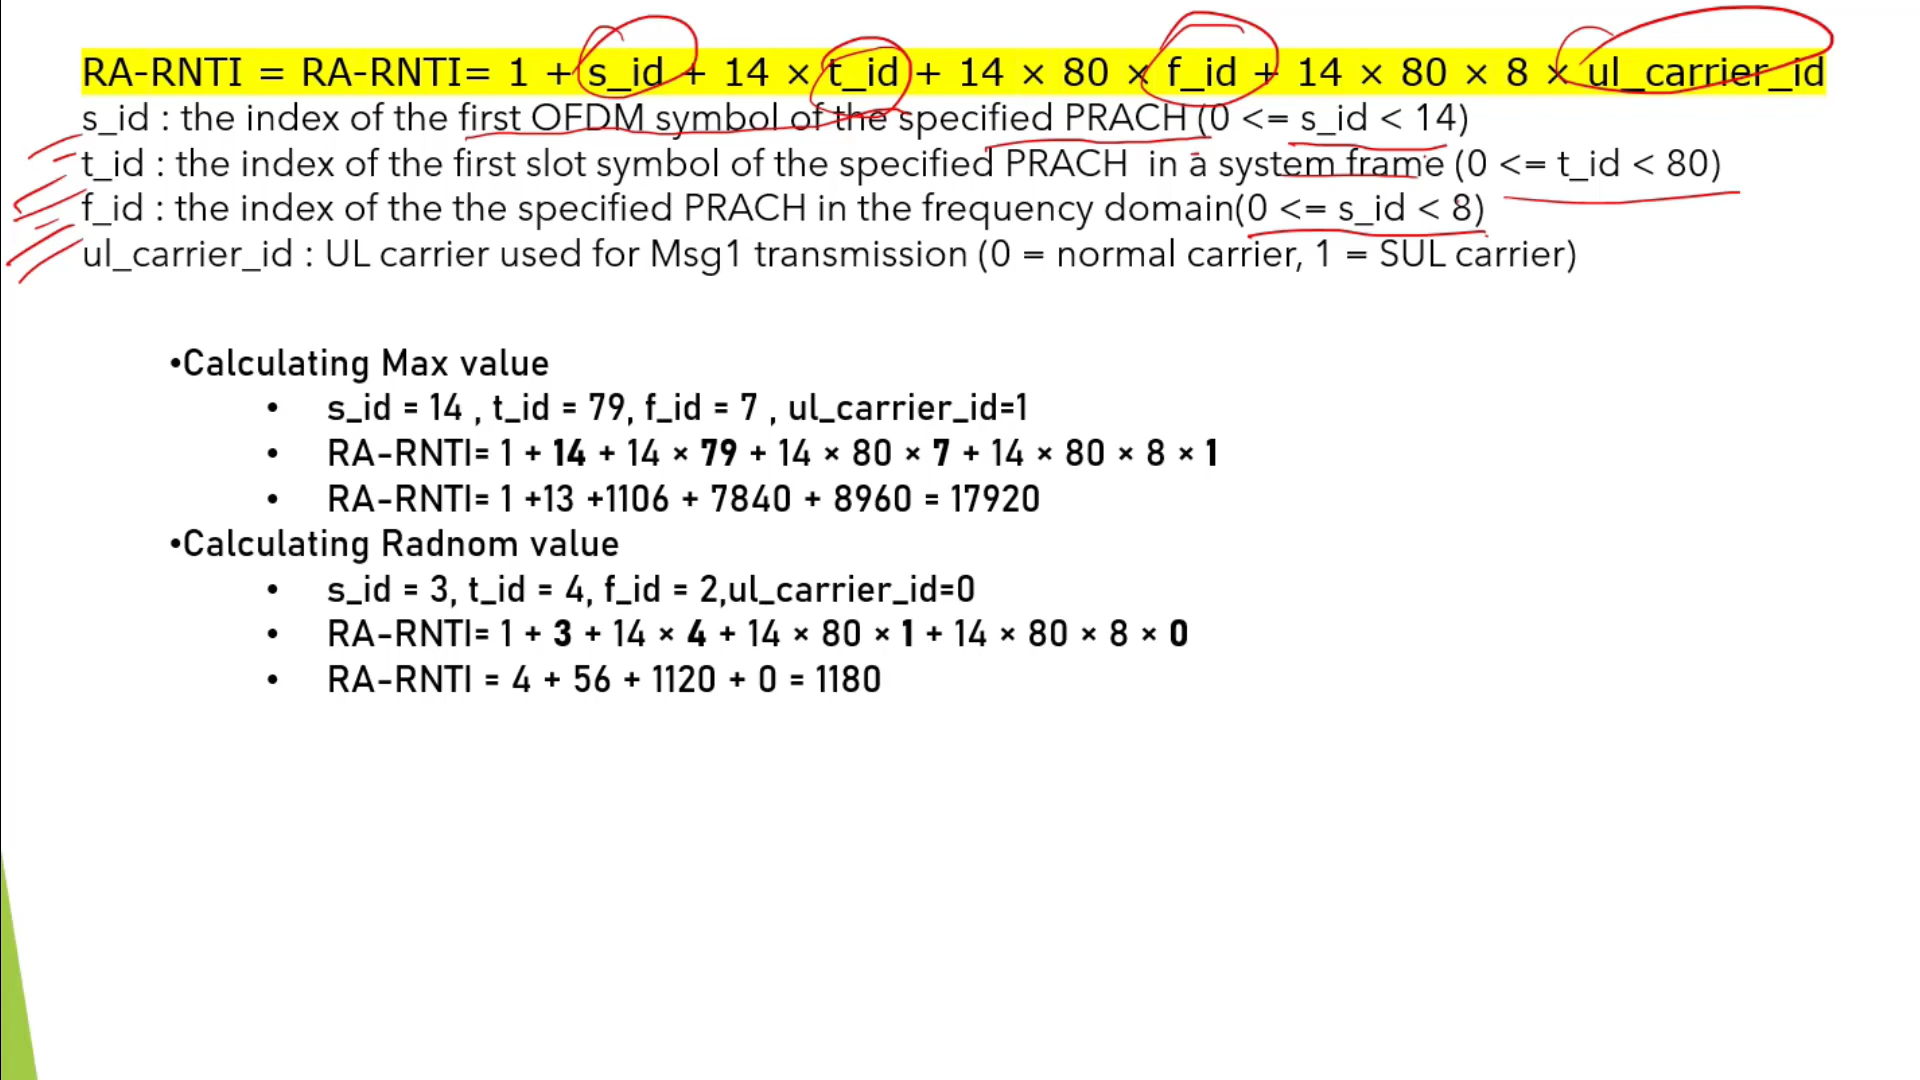 RA-RNTI = RA-RNTI= 1 + s_id + 14 × t_id + 14 × 80 × f_id + 14 × 80 × 8 × ul_carrier_id
s_id : the index of the first OFDM symbol of the specified PRACH (0 <= s_id < 14)
t_id : the index of the first slot symbol of the specified PRACH in a system frame (0 <= t_id < 80)
f_id : the index of the the specified PRACH in the frequency domain(0 <= s_id < 8)
ul_carrier_id : UL carrier used for Msg1 transmission (0 = normal carrier, 1 = SUL carrier)
•Calculating Max value
• s_id = 14 , t_id = 79, f_id = 7 , ul_carrier_id=1
• RA-RNTI= 1 + 14 + 14 × 79 + 14 × 80 × 7 + 14 × 80 × 8 × 1
• RA-RNTI= 1 +13 +1106 + 7840 + 8960 = 17920
•Calculating Radnom value
• s_id = 3, t_id = 4, f_id = 2,ul_carrier_id=0
• RA-RNTI= 1 + 3 + 14 × 4 + 14 × 80 × 1 + 14 × 80 × 8 × 0
• RA-RNTI = 4 + 56 + 1120 + 0 = 1180